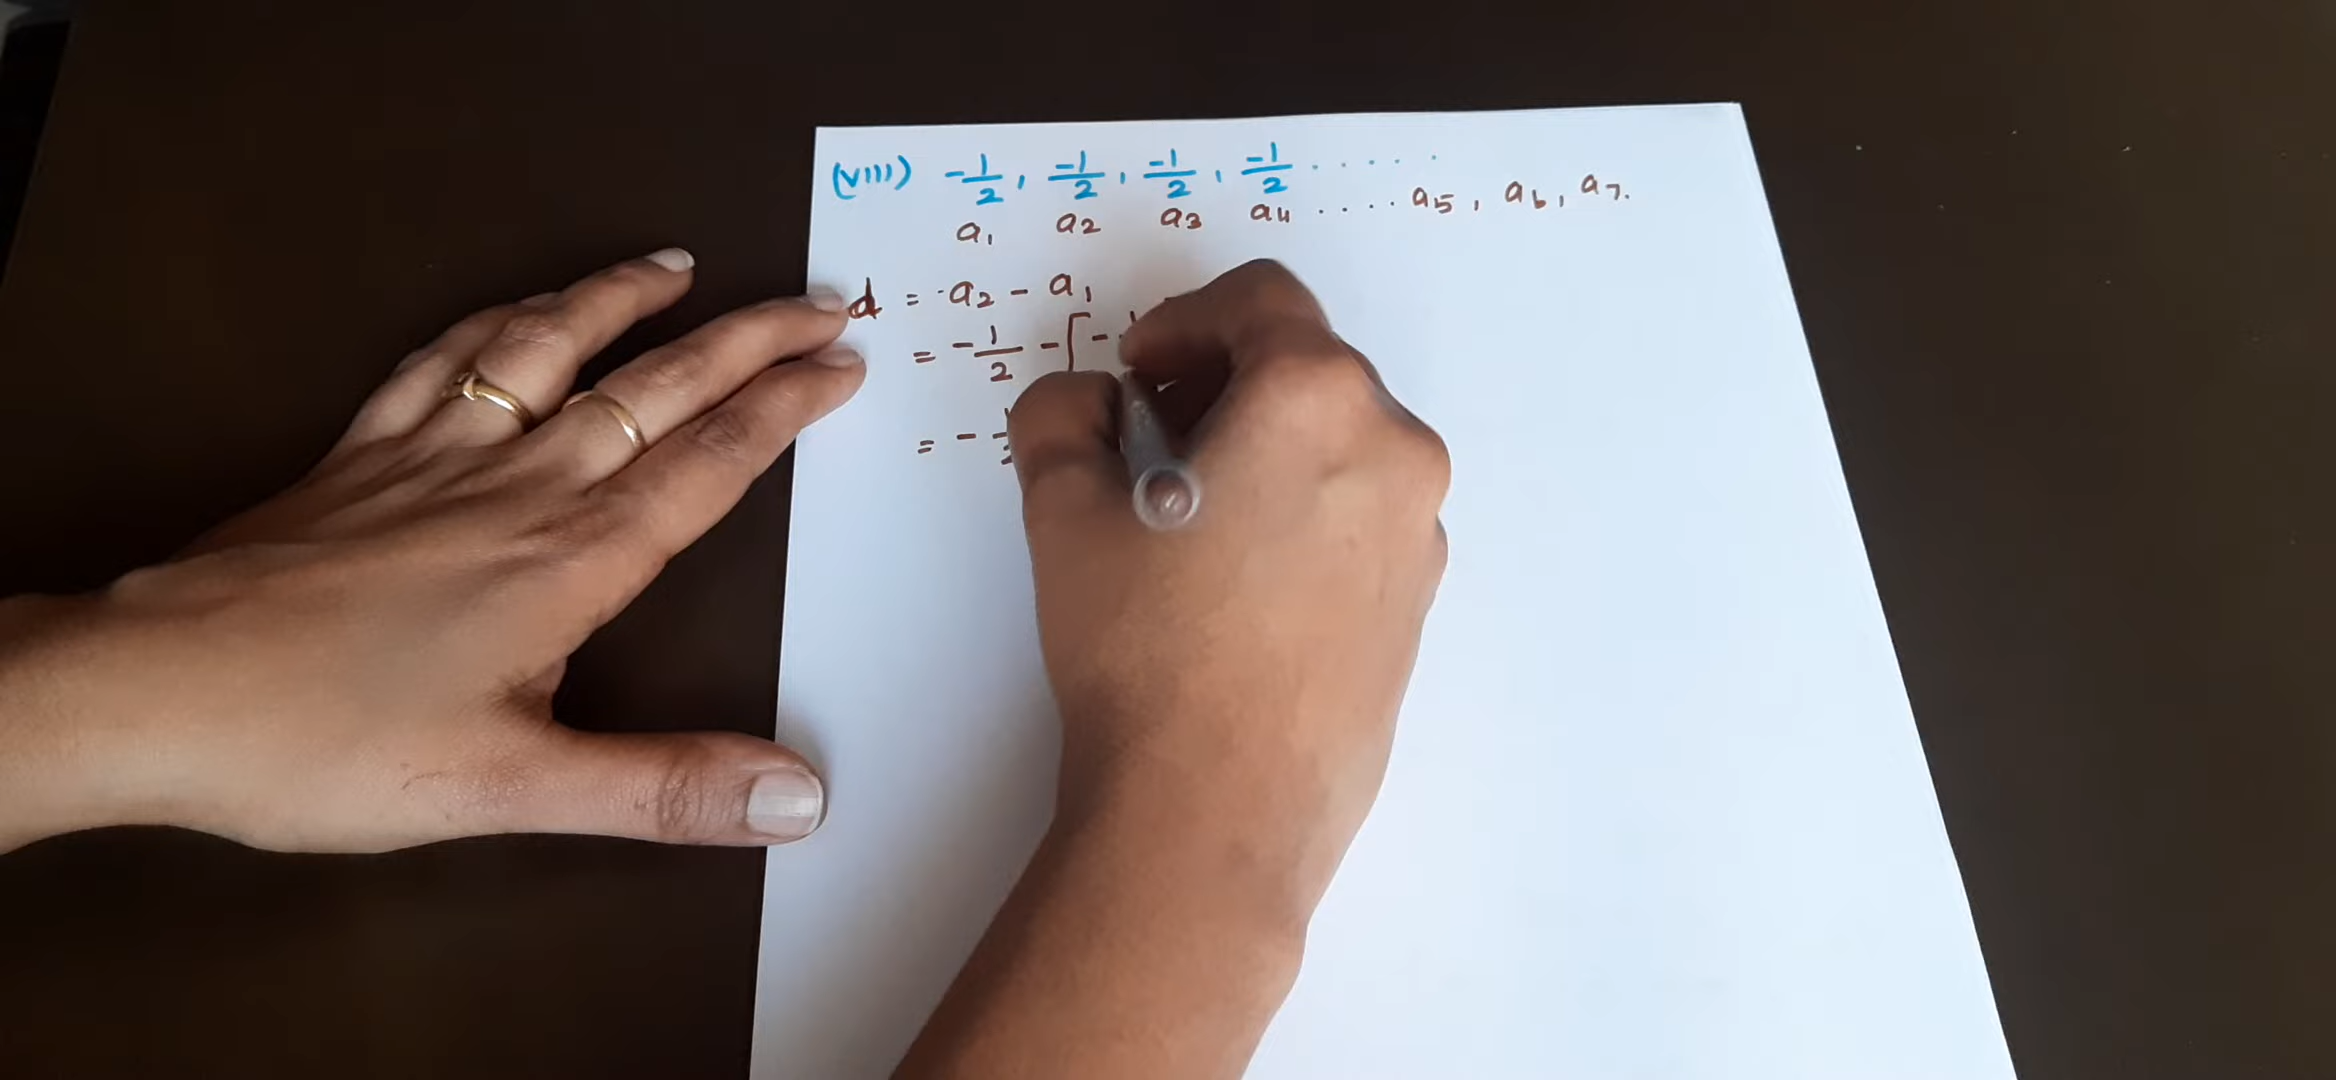 (viii) -1/2, -1/2, -1/2, -1/2 .....
a1 a2 a3 a4 .... a5, a6, a7.
d = a2 - a1
= -1/2 - [-
= -